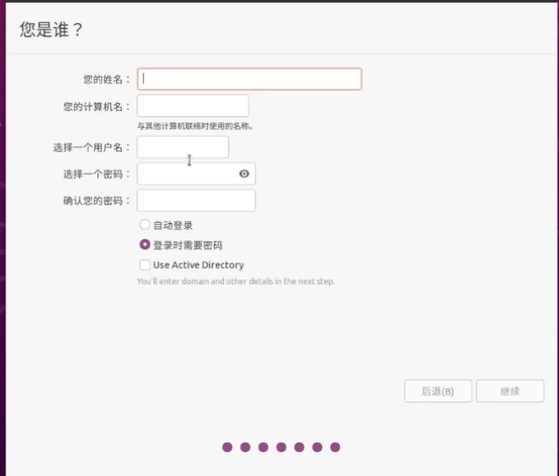 您是谁？
您的姓名：
您的计算机名：
与其他计算机联络时使用的名称。
选择一个用户名：
选择一个密码：
确认您的密码：
自动登录
登录时需要密码
Use Active Directory
You'll enter domain and other details in the next step.
后退(B)
继续